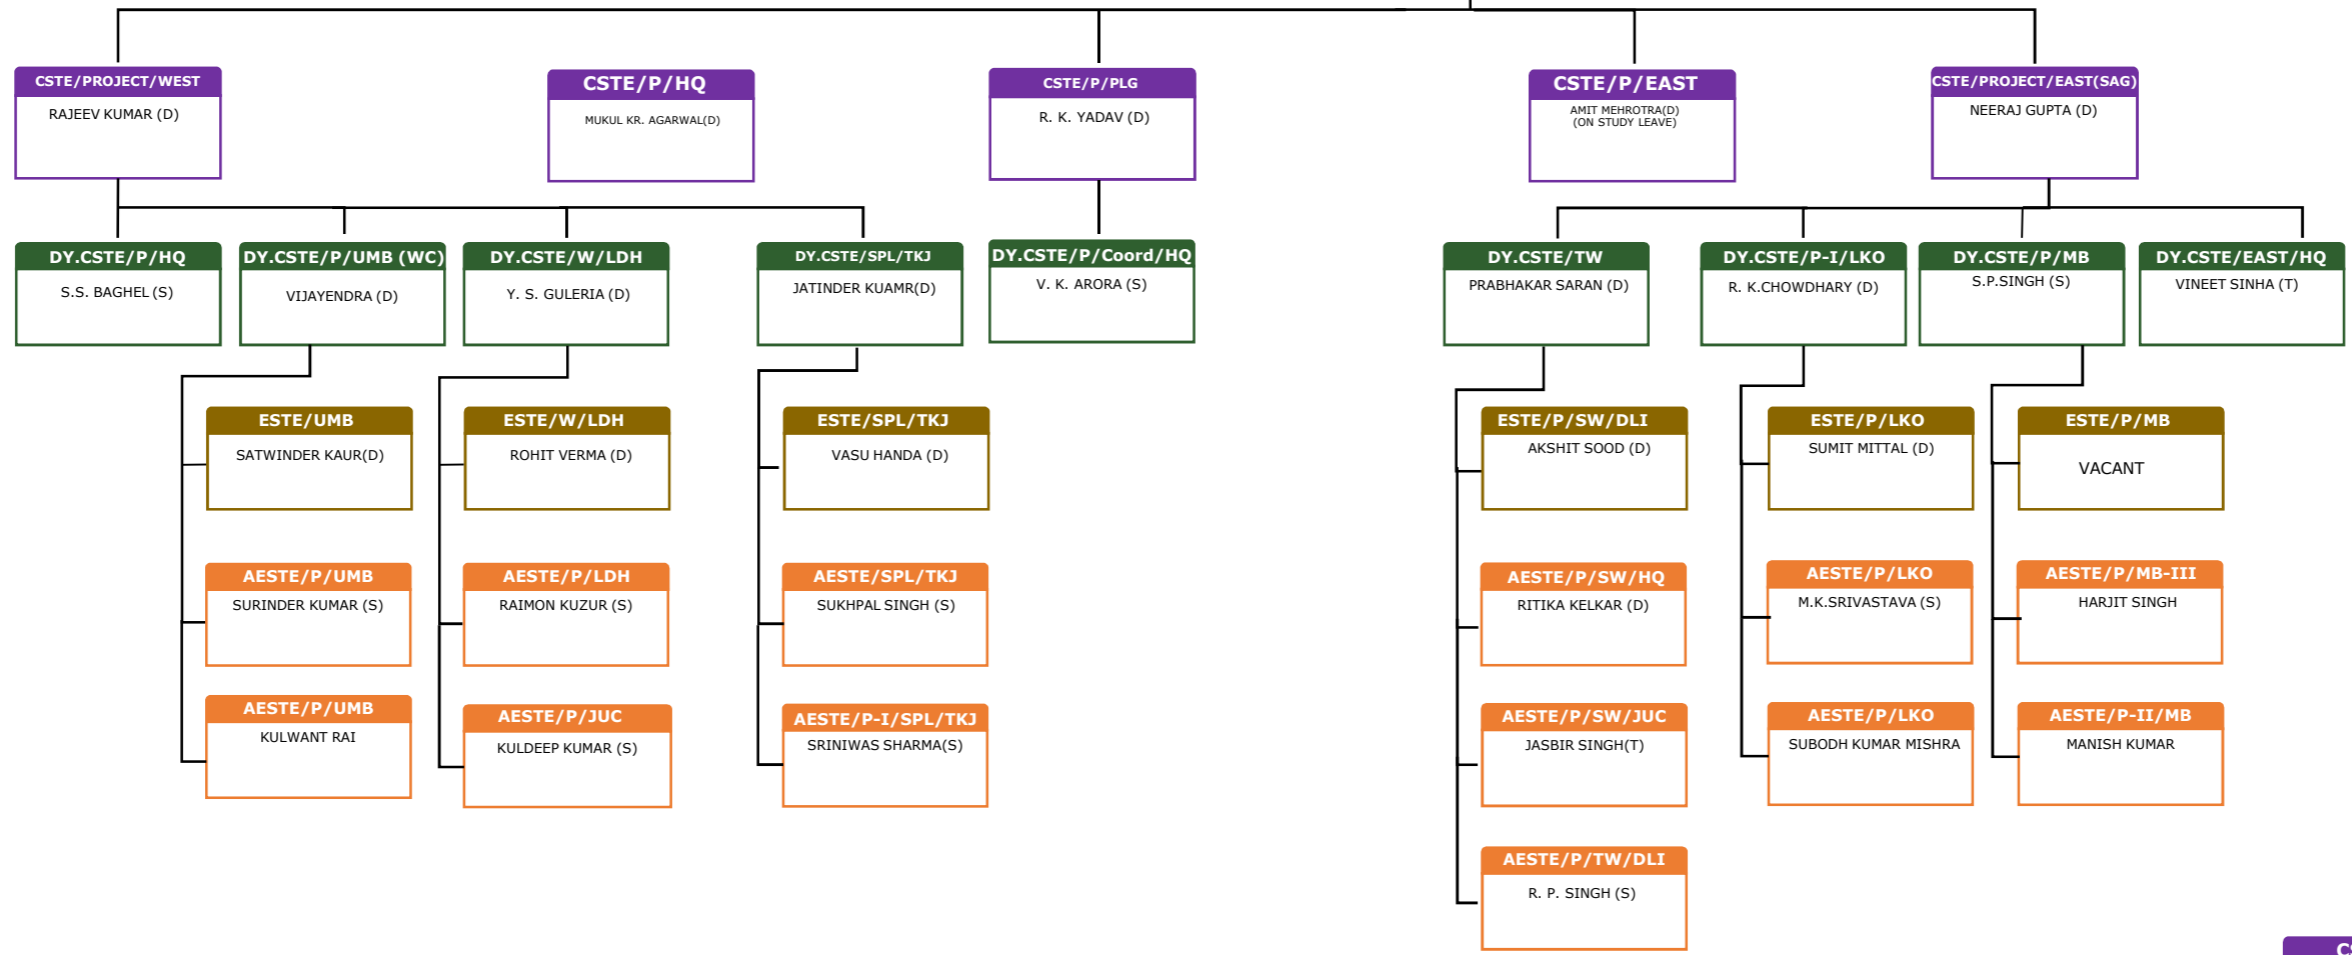 CSTE/PROJECT/WEST
RAJEEV KUMAR (D)
CSTE/P/HQ
MUKUL KR. AGARWAL(D)
CSTE/P/PLG
R. K. YADAV (D)
CSTE/P/EAST
AMIT MEHROTRA(D)
(ON STUDY LEAVE)
CSTE/PROJECT/EAST(SAG)
NEERAJ GUPTA (D)
DY.CSTE/P/HQ
S.S. BAGHEL (S)
DY.CSTE/P/UMB (WC)
VIJAYENDRA (D)
DY.CSTE/W/LDH
Y. S. GULERIA (D)
DY.CSTE/SPL/TKJ
JATINDER KUAMR(D)
DY.CSTE/P/Coord/HQ
V. K. ARORA (S)
DY.CSTE/TW
PRABHAKAR SARAN (D)
DY.CSTE/P-I/LKO
R. K.CHOWDHARY (D)
DY.CSTE/P/MB
S.P.SINGH (S)
DY.CSTE/EAST/HQ
VINEET SINHA (T)
ESTE/UMB
SATWINDER KAUR(D)
ESTE/W/LDH
ROHIT VERMA (D)
ESTE/SPL/TKJ
VASU HANDA (D)
ESTE/P/SW/DLI
AKSHIT SOOD (D)
ESTE/P/LKO
SUMIT MITTAL (D)
ESTE/P/MB
VACANT
AESTE/P/UMB
SURINDER KUMAR (S)
AESTE/P/LDH
RAIMON KUZUR (S)
AESTE/SPL/TKJ
SUKHPAL SINGH (S)
AESTE/P/SW/HQ
RITIKA KELKAR (D)
AESTE/P/LKO
M.K.SRIVASTAVA (S)
AESTE/P/MB-III
HARJIT SINGH
AESTE/P/UMB
KULWANT RAI
AESTE/P/JUC
KULDEEP KUMAR (S)
AESTE/P-I/SPL/TKJ
SRINIWAS SHARMA(S)
AESTE/P/SW/JUC
JASBIR SINGH(T)
AESTE/P/LKO
SUBODH KUMAR MISHRA
AESTE/P-II/MB
MANISH KUMAR
AESTE/P/TW/DLI
R. P. SINGH (S)